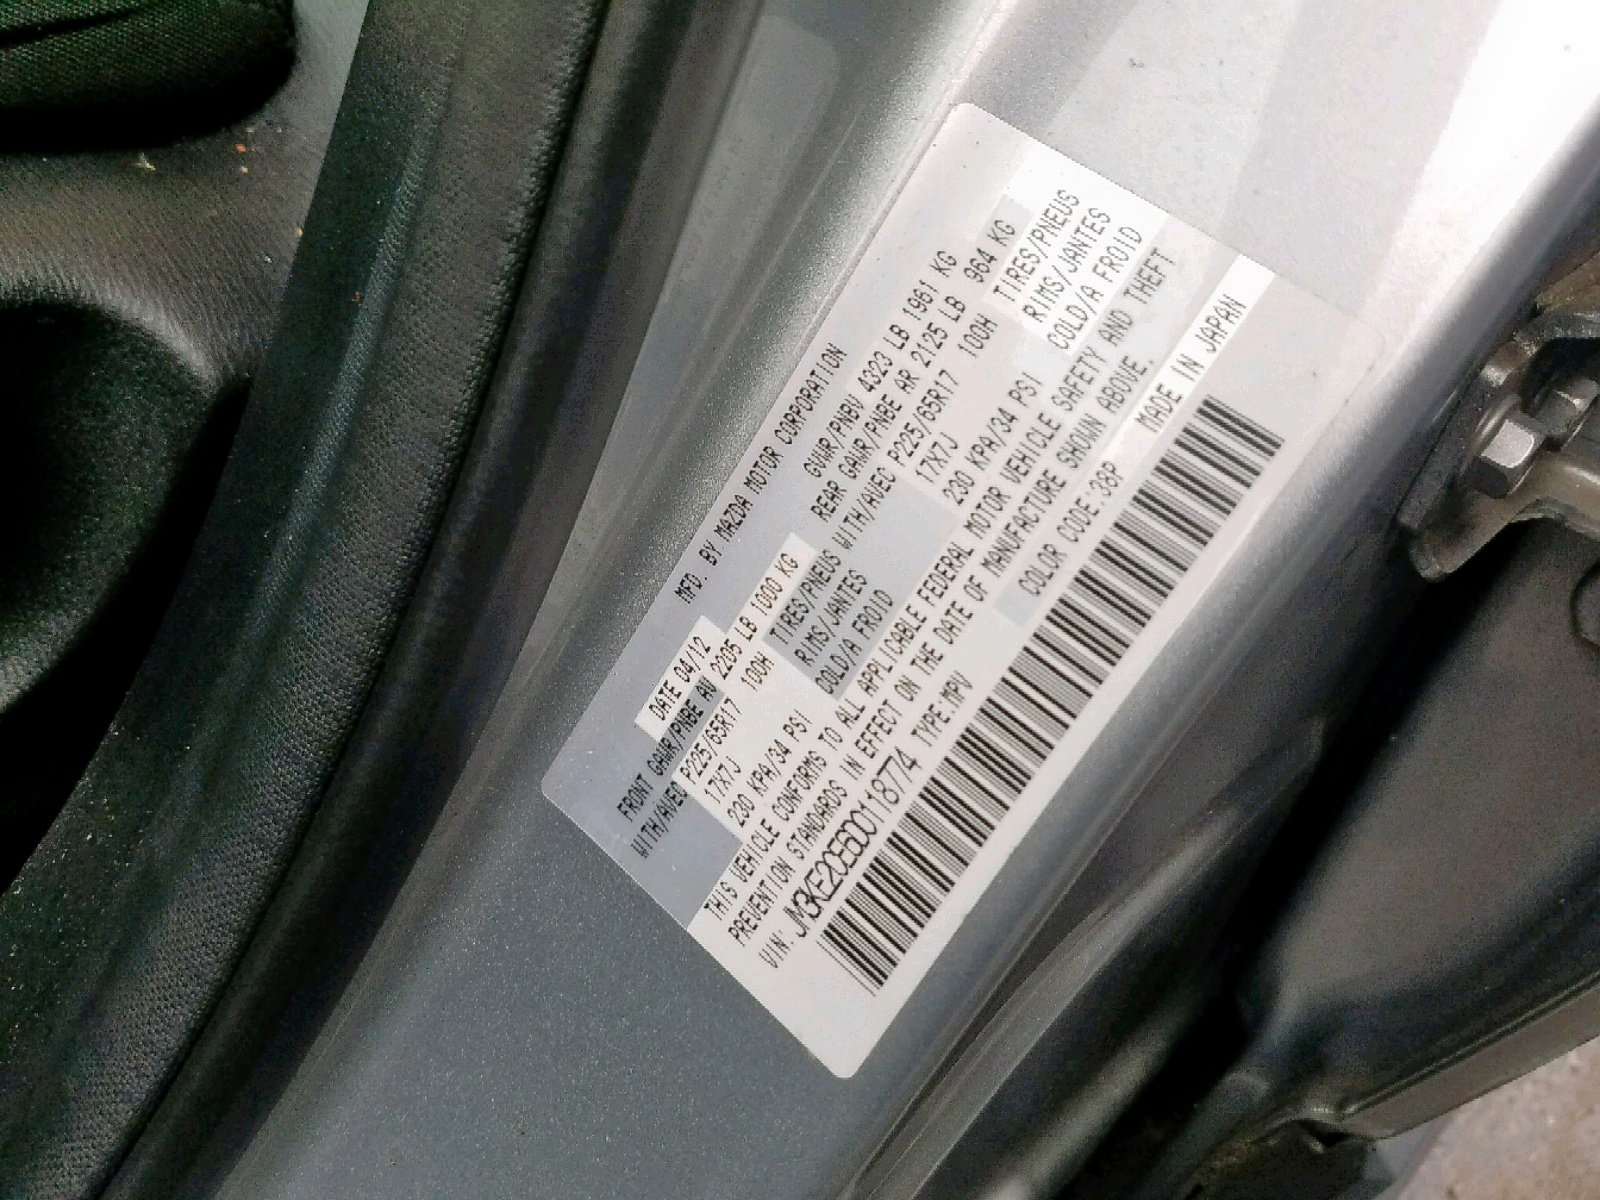 MFD. BY MAZDA MOTOR CORPORATION
DATE 04/12 GVWR/PNBV 4323 LB 1961 KG
FRONT GAWR/PNBE AV 2205 LB 1000 KG REAR GAWR/PNBE AR 2125 LB 964 KG
WITH/AVEC P225/65R17 100H TIRES/PNEUS WITH/AVEC P225/65R17 100H TIRES/PNEUS
17X7J RIMS/JANTES 17X7J RIMS/JANTES
230 KPA/34 PSI COLD/A FROID 230 KPA/34 PSI COLD/A FROID
THIS VEHICLE CONFORMS TO ALL APPLICABLE FEDERAL MOTOR VEHICLE SAFETY AND THEFT
PREVENTION STANDARDS IN EFFECT ON THE DATE OF MANUFACTURE SHOWN ABOVE.
VIN: JM3KE2DE6D0118774 TYPE:MPV COLOR CODE:38P MADE IN JAPAN